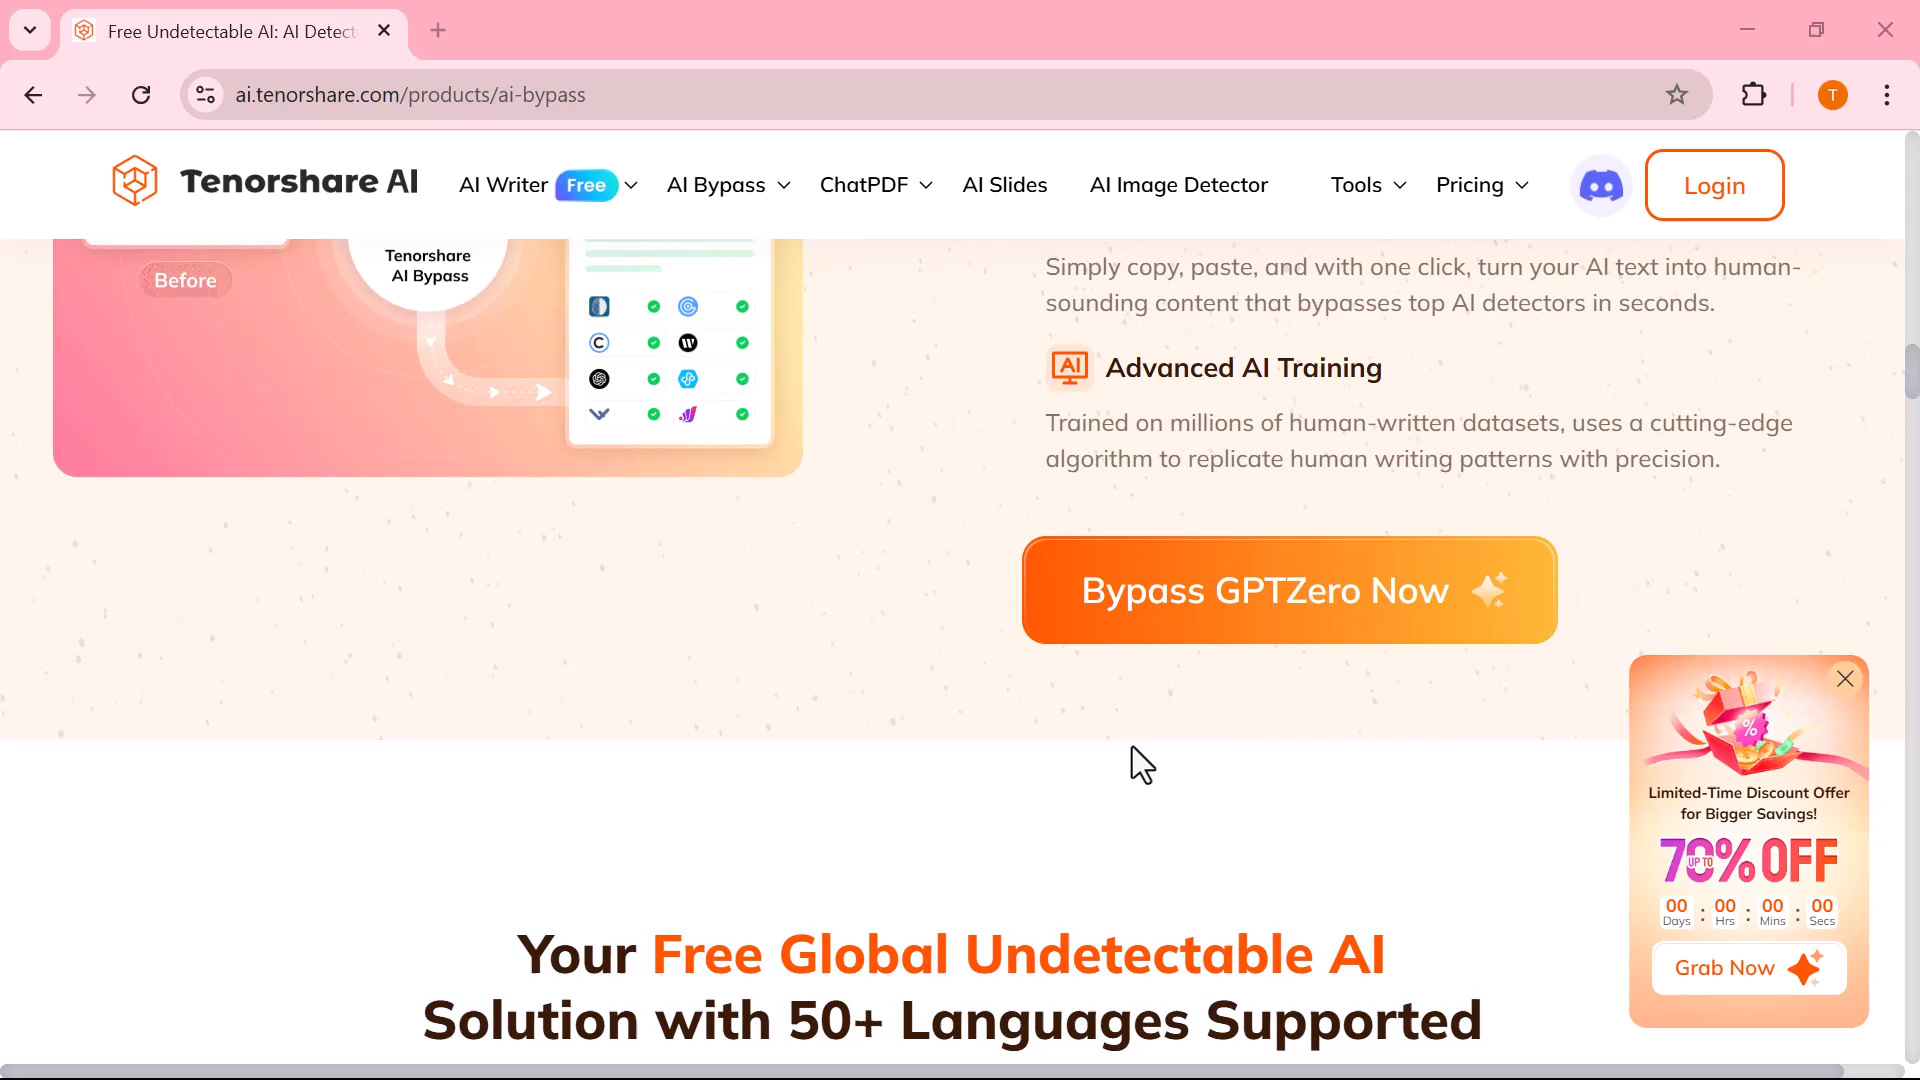 Free Undetectable AI: AI Detect
ai.tenorshare.com/products/ai-bypass
T
Tenorshare AI
AI Writer Free
AI Bypass
ChatPDF
AI Slides
AI Image Detector
Tools
Pricing
Login
Before
Tenorshare
AI Bypass
Simply copy, paste, and with one click, turn your AI text into human-
sounding content that bypasses top AI detectors in seconds.
AI Advanced AI Training
Trained on millions of human-written datasets, uses a cutting-edge
algorithm to replicate human writing patterns with precision.
Bypass GPTZero Now
Limited-Time Discount Offer
for Bigger Savings!
UP TO 70% OFF
00 : 00 : 00 : 00
Days Hrs Mins Secs
Grab Now
Your Free Global Undetectable AI
Solution with 50+ Languages Supported